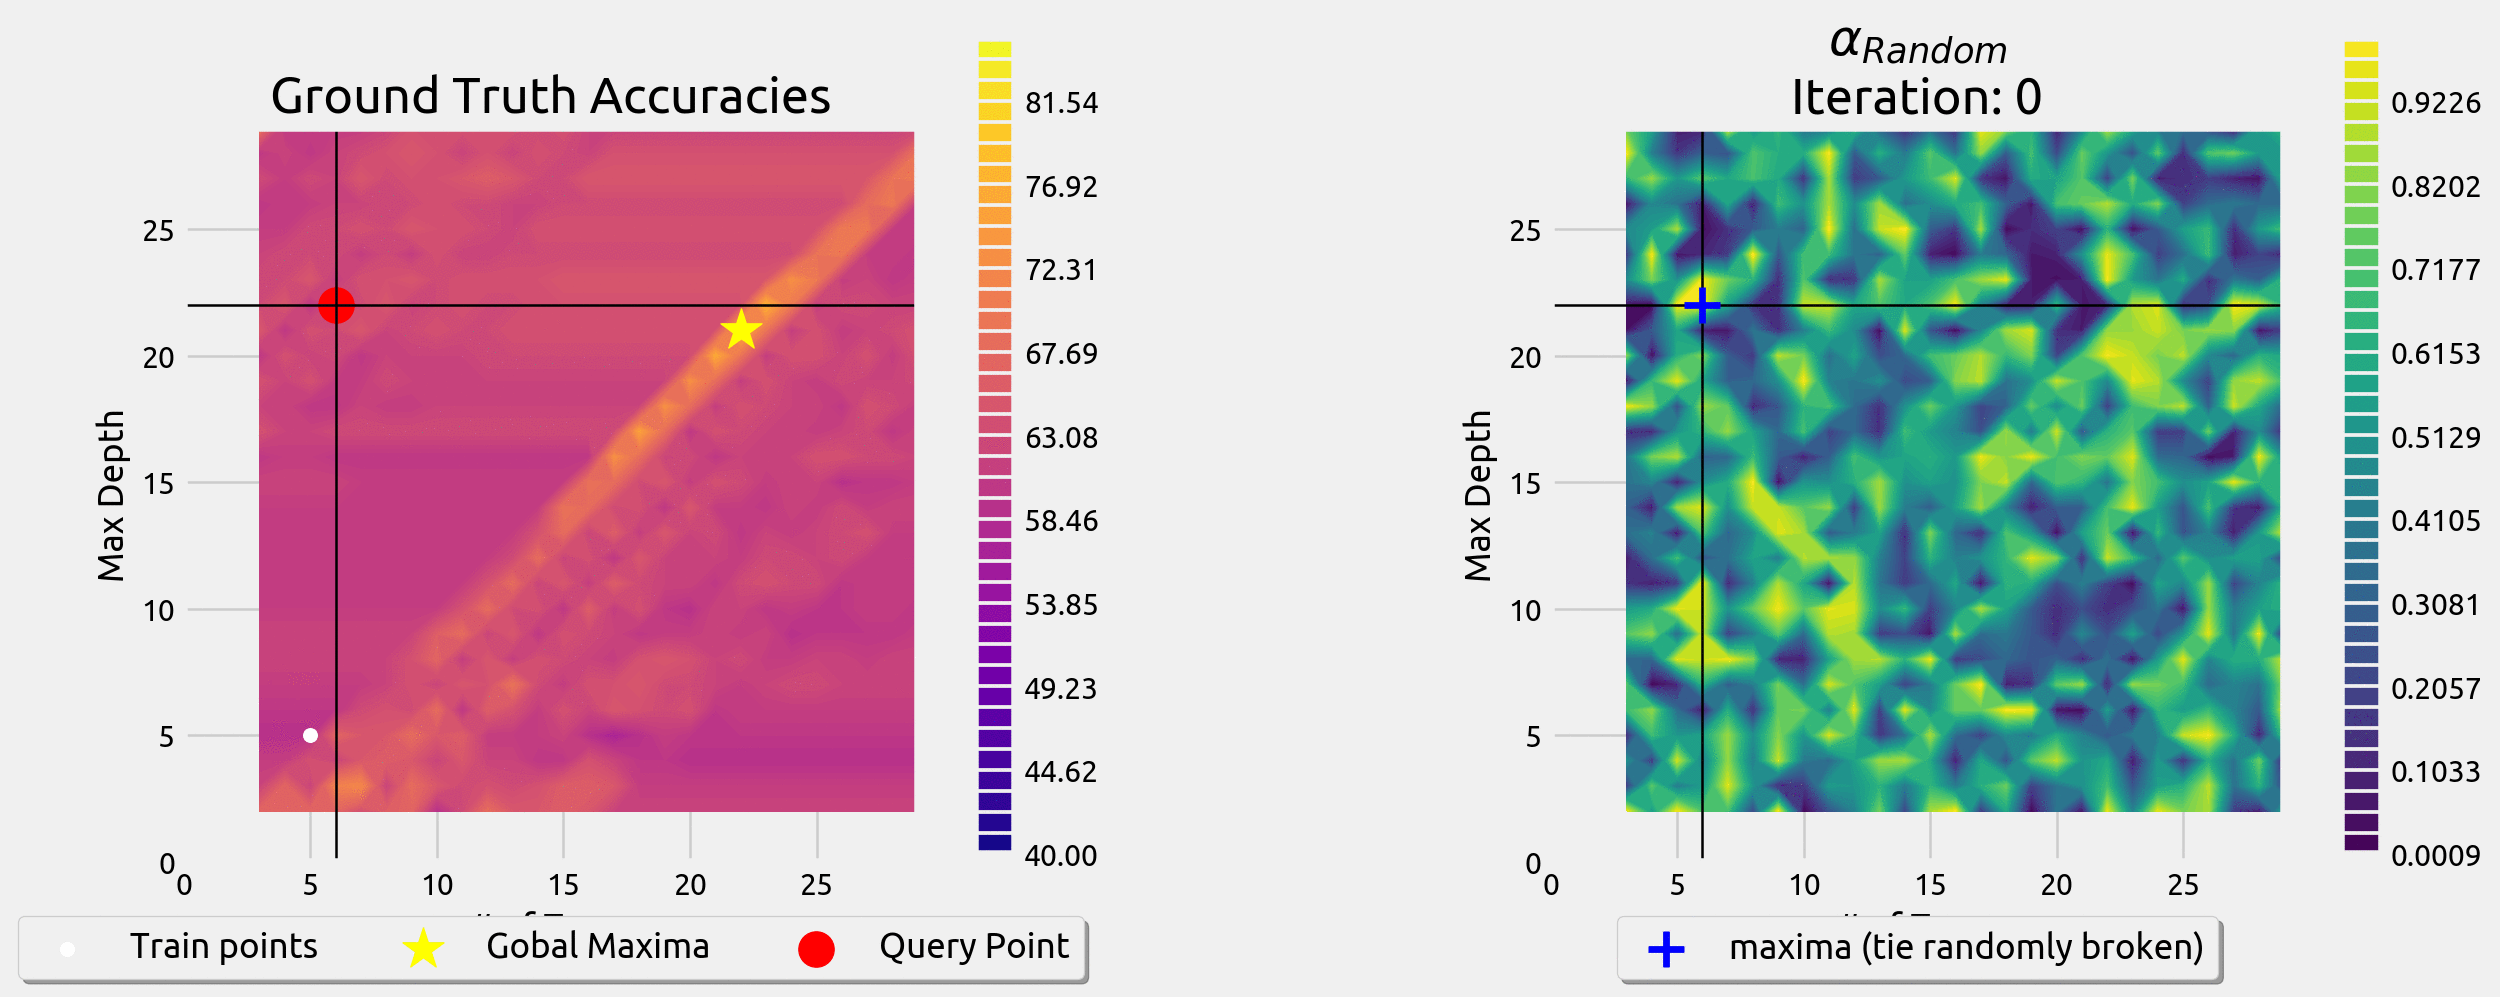 Ground Truth Accuracies
81.54
76.92
72.31
67.69
63.08
58.46
53.85
49.23
44.62
40.00
25
20
15
10
5
0
Max Depth
0 5 10 15 20 25
Train points
Gobal Maxima
Query Point
αRandom
Iteration: 0
0.9226
0.8202
0.7177
0.6153
0.5129
0.4105
0.3081
0.2057
0.1033
0.0009
25
20
15
10
5
0
Max Depth
0 5 10 15 20 25
maxima (tie randomly broken)